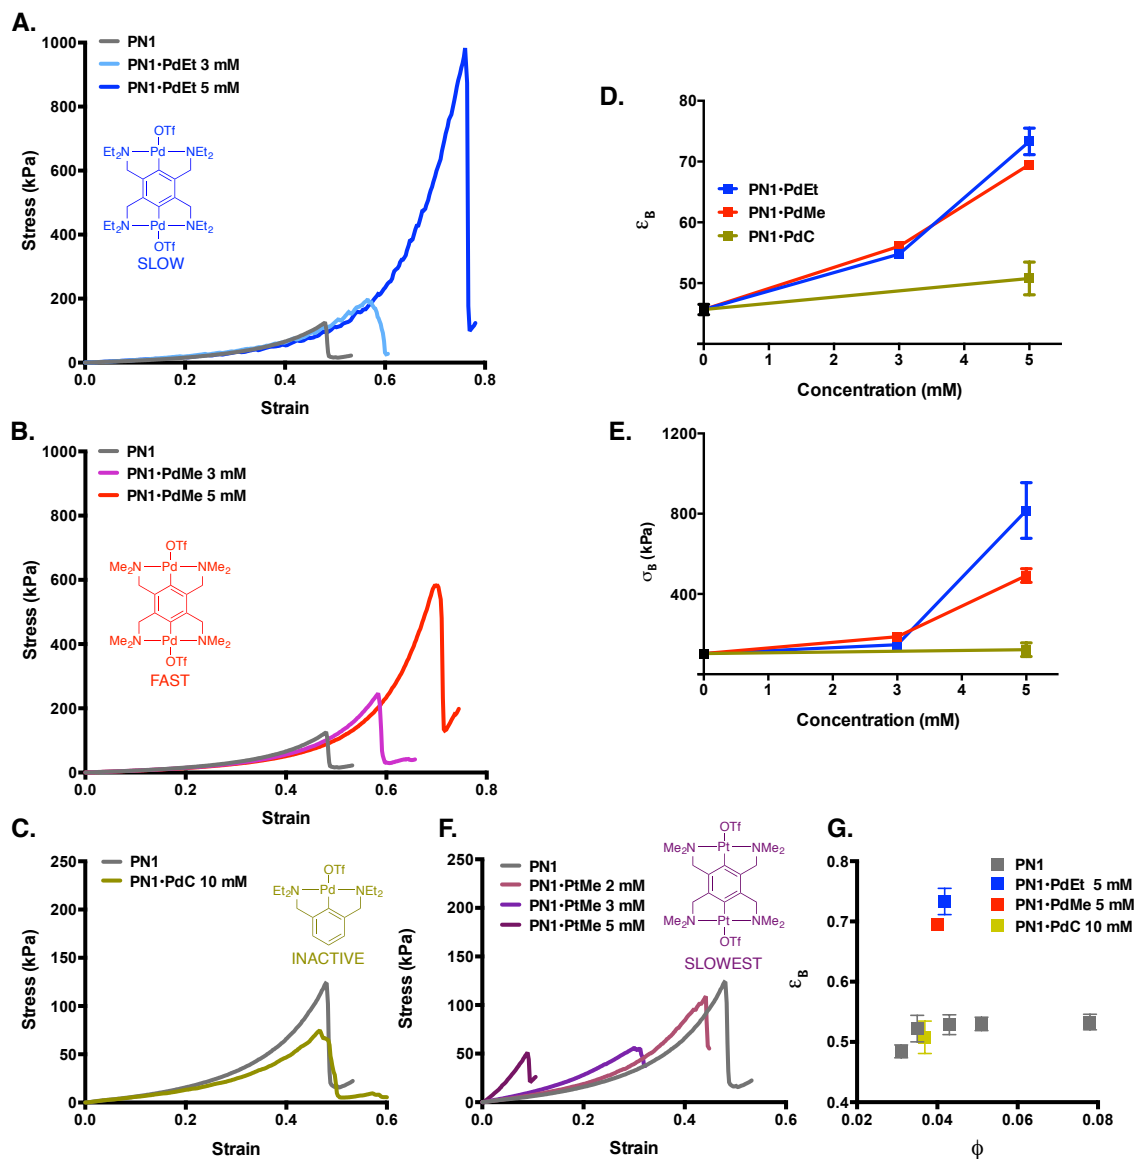 A.
1000
800
600
400
200
0
0.0 0.2 0.4 0.6 0.8
Stress (kPa)
Strain
PN1
PN1•PdEt 3 mM
PN1•PdEt 5 mM
OTf
Et2N Pd NEt2
Et2N Pd NEt2
OTf
SLOW
B.
1000
800
600
400
200
0
0.0 0.2 0.4 0.6 0.8
Stress (kPa)
Strain
PN1
PN1•PdMe 3 mM
PN1•PdMe 5 mM
OTf
Me2N Pd NMe2
Me2N Pd NMe2
OTf
FAST
C.
250
200
150
100
50
0
0.0 0.2 0.4 0.6
Stress (kPa)
Strain
PN1
PN1•PdC 10 mM
OTf
Et2N Pd NEt2
INACTIVE
D.
80
70
60
50
0 1 2 3 4 5
εB
Concentration (mM)
PN1•PdEt
PN1•PdMe
PN1•PdC
E.
1200
800
400
0 1 2 3 4 5
σB (kPa)
Concentration (mM)
F.
250
200
150
100
50
0
0.0 0.2 0.4 0.6
Stress (kPa)
Strain
PN1
PN1•PtMe 2 mM
PN1•PtMe 3 mM
PN1•PtMe 5 mM
OTf
Me2N Pt NMe2
Me2N Pt NMe2
OTf
SLOWEST
G.
0.8
0.7
0.6
0.5
0.4
0.02 0.04 0.06 0.08
εB
ϕ
PN1
PN1•PdEt 5 mM
PN1•PdMe 5 mM
PN1•PdC 10 mM